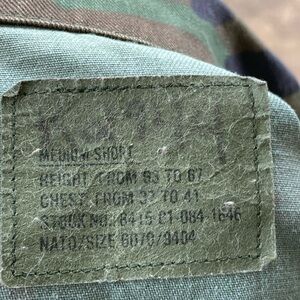 MEDIUM SHORT
HEIGHT FROM 63 TO 67
CHEST FROM 37 TO 41
STOCK NO. 8415 01 084 1646
NATO/SIZE 6070/9404